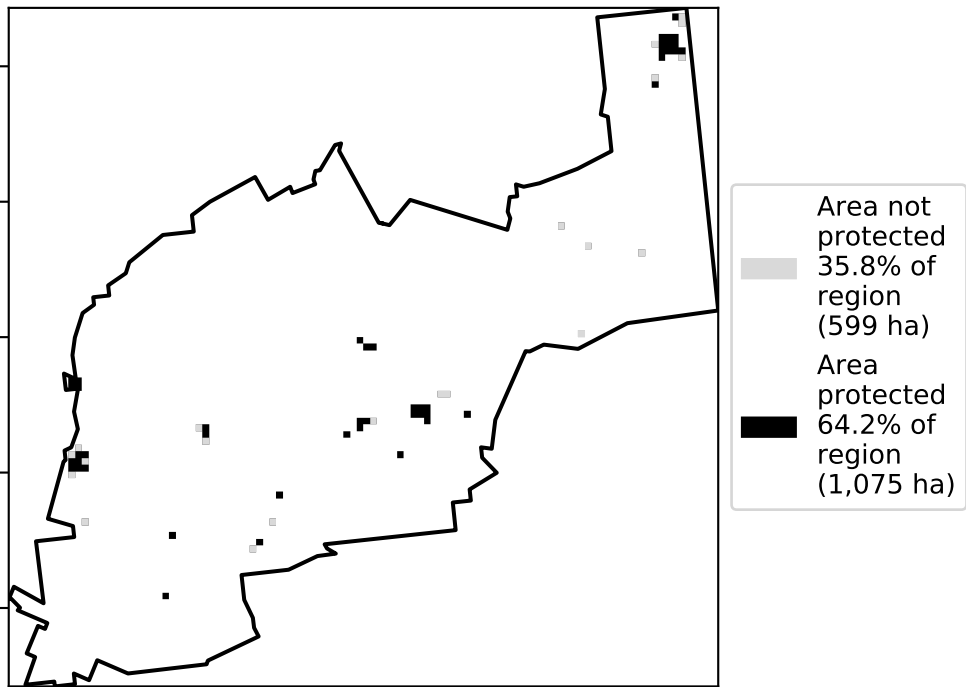 Area not
protected
35.8% of
region
(599 ha)
Area
protected
64.2% of
region
(1,075 ha)